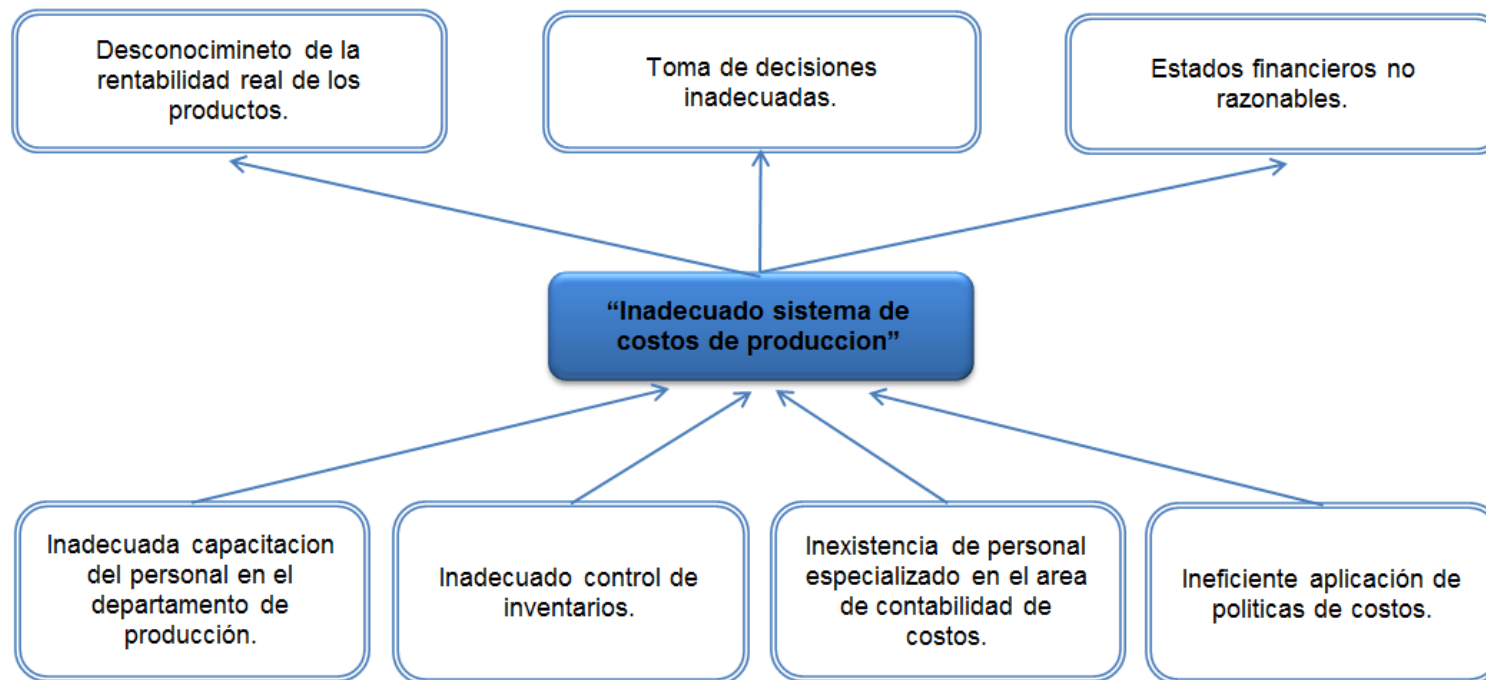 Desconocimineto de la
rentabilidad real de los
productos.
Toma de decisiones
inadecuadas.
Estados financieros no
razonables.
“Inadecuado sistema de
costos de produccion”
Inadecuada capacitacion
del personal en el
departamento de
producción.
Inadecuado control de
inventarios.
Inexistencia de personal
especializado en el area
de contabilidad de
costos.
Ineficiente aplicación de
politicas de costos.